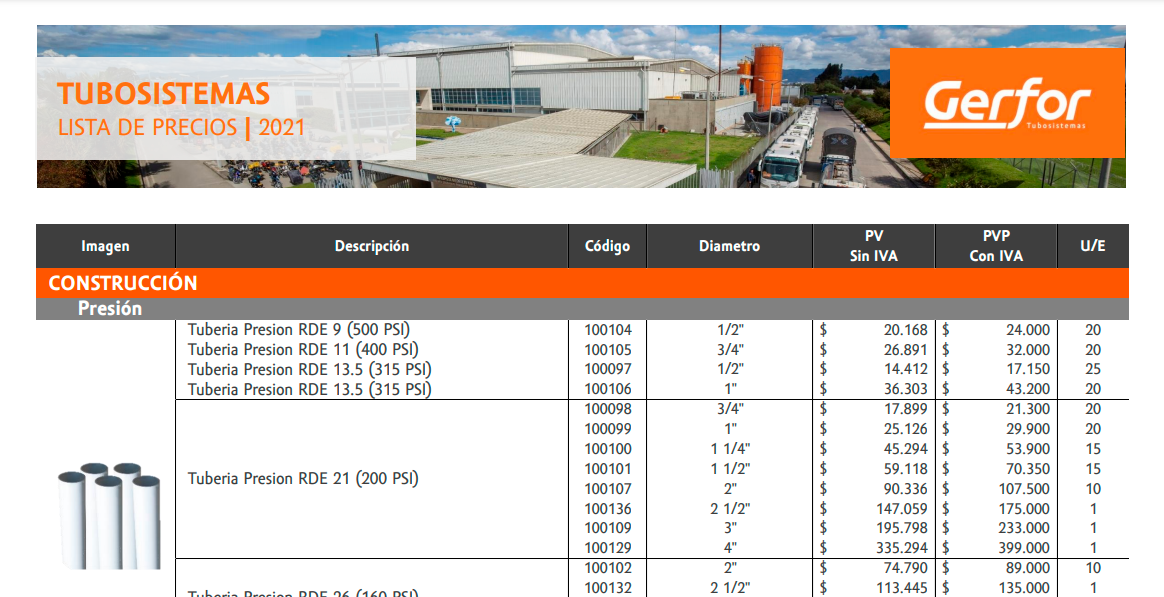 TUBOSISTEMAS
LISTA DE PRECIOS | 2021
Gerfor
Tubosistemas
Imagen Descripción Código Diametro PV Sin IVA PVP Con IVA U/E
CONSTRUCCIÓN
Presión
Tuberia Presion RDE 9 (500 PSI) 100104 1/2" $ 20.168 $ 24.000 20
Tuberia Presion RDE 11 (400 PSI) 100105 3/4" $ 26.891 $ 32.000 20
Tuberia Presion RDE 13.5 (315 PSI) 100097 1/2" $ 14.412 $ 17.150 25
Tuberia Presion RDE 13.5 (315 PSI) 100106 1" $ 36.303 $ 43.200 20
100098 3/4" $ 17.899 $ 21.300 20
100099 1" $ 25.126 $ 29.900 20
100100 1 1/4" $ 45.294 $ 53.900 15
100101 1 1/2" $ 59.118 $ 70.350 15
Tuberia Presion RDE 21 (200 PSI)
100107 2" $ 90.336 $ 107.500 10
100136 2 1/2" $ 147.059 $ 175.000 1
100109 3" $ 195.798 $ 233.000 1
100129 4" $ 335.294 $ 399.000 1
100102 2" $ 74.790 $ 89.000 10
100132 2 1/2" $ 113.445 $ 135.000 1
Tuberia Presion RDE 26 (160 PSI)